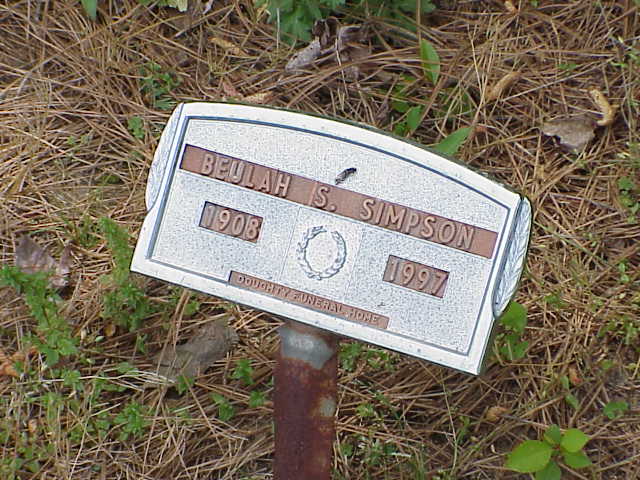 BEULAH S. SIMPSON
1908 1997
DOUGHTY FUNERAL HOME